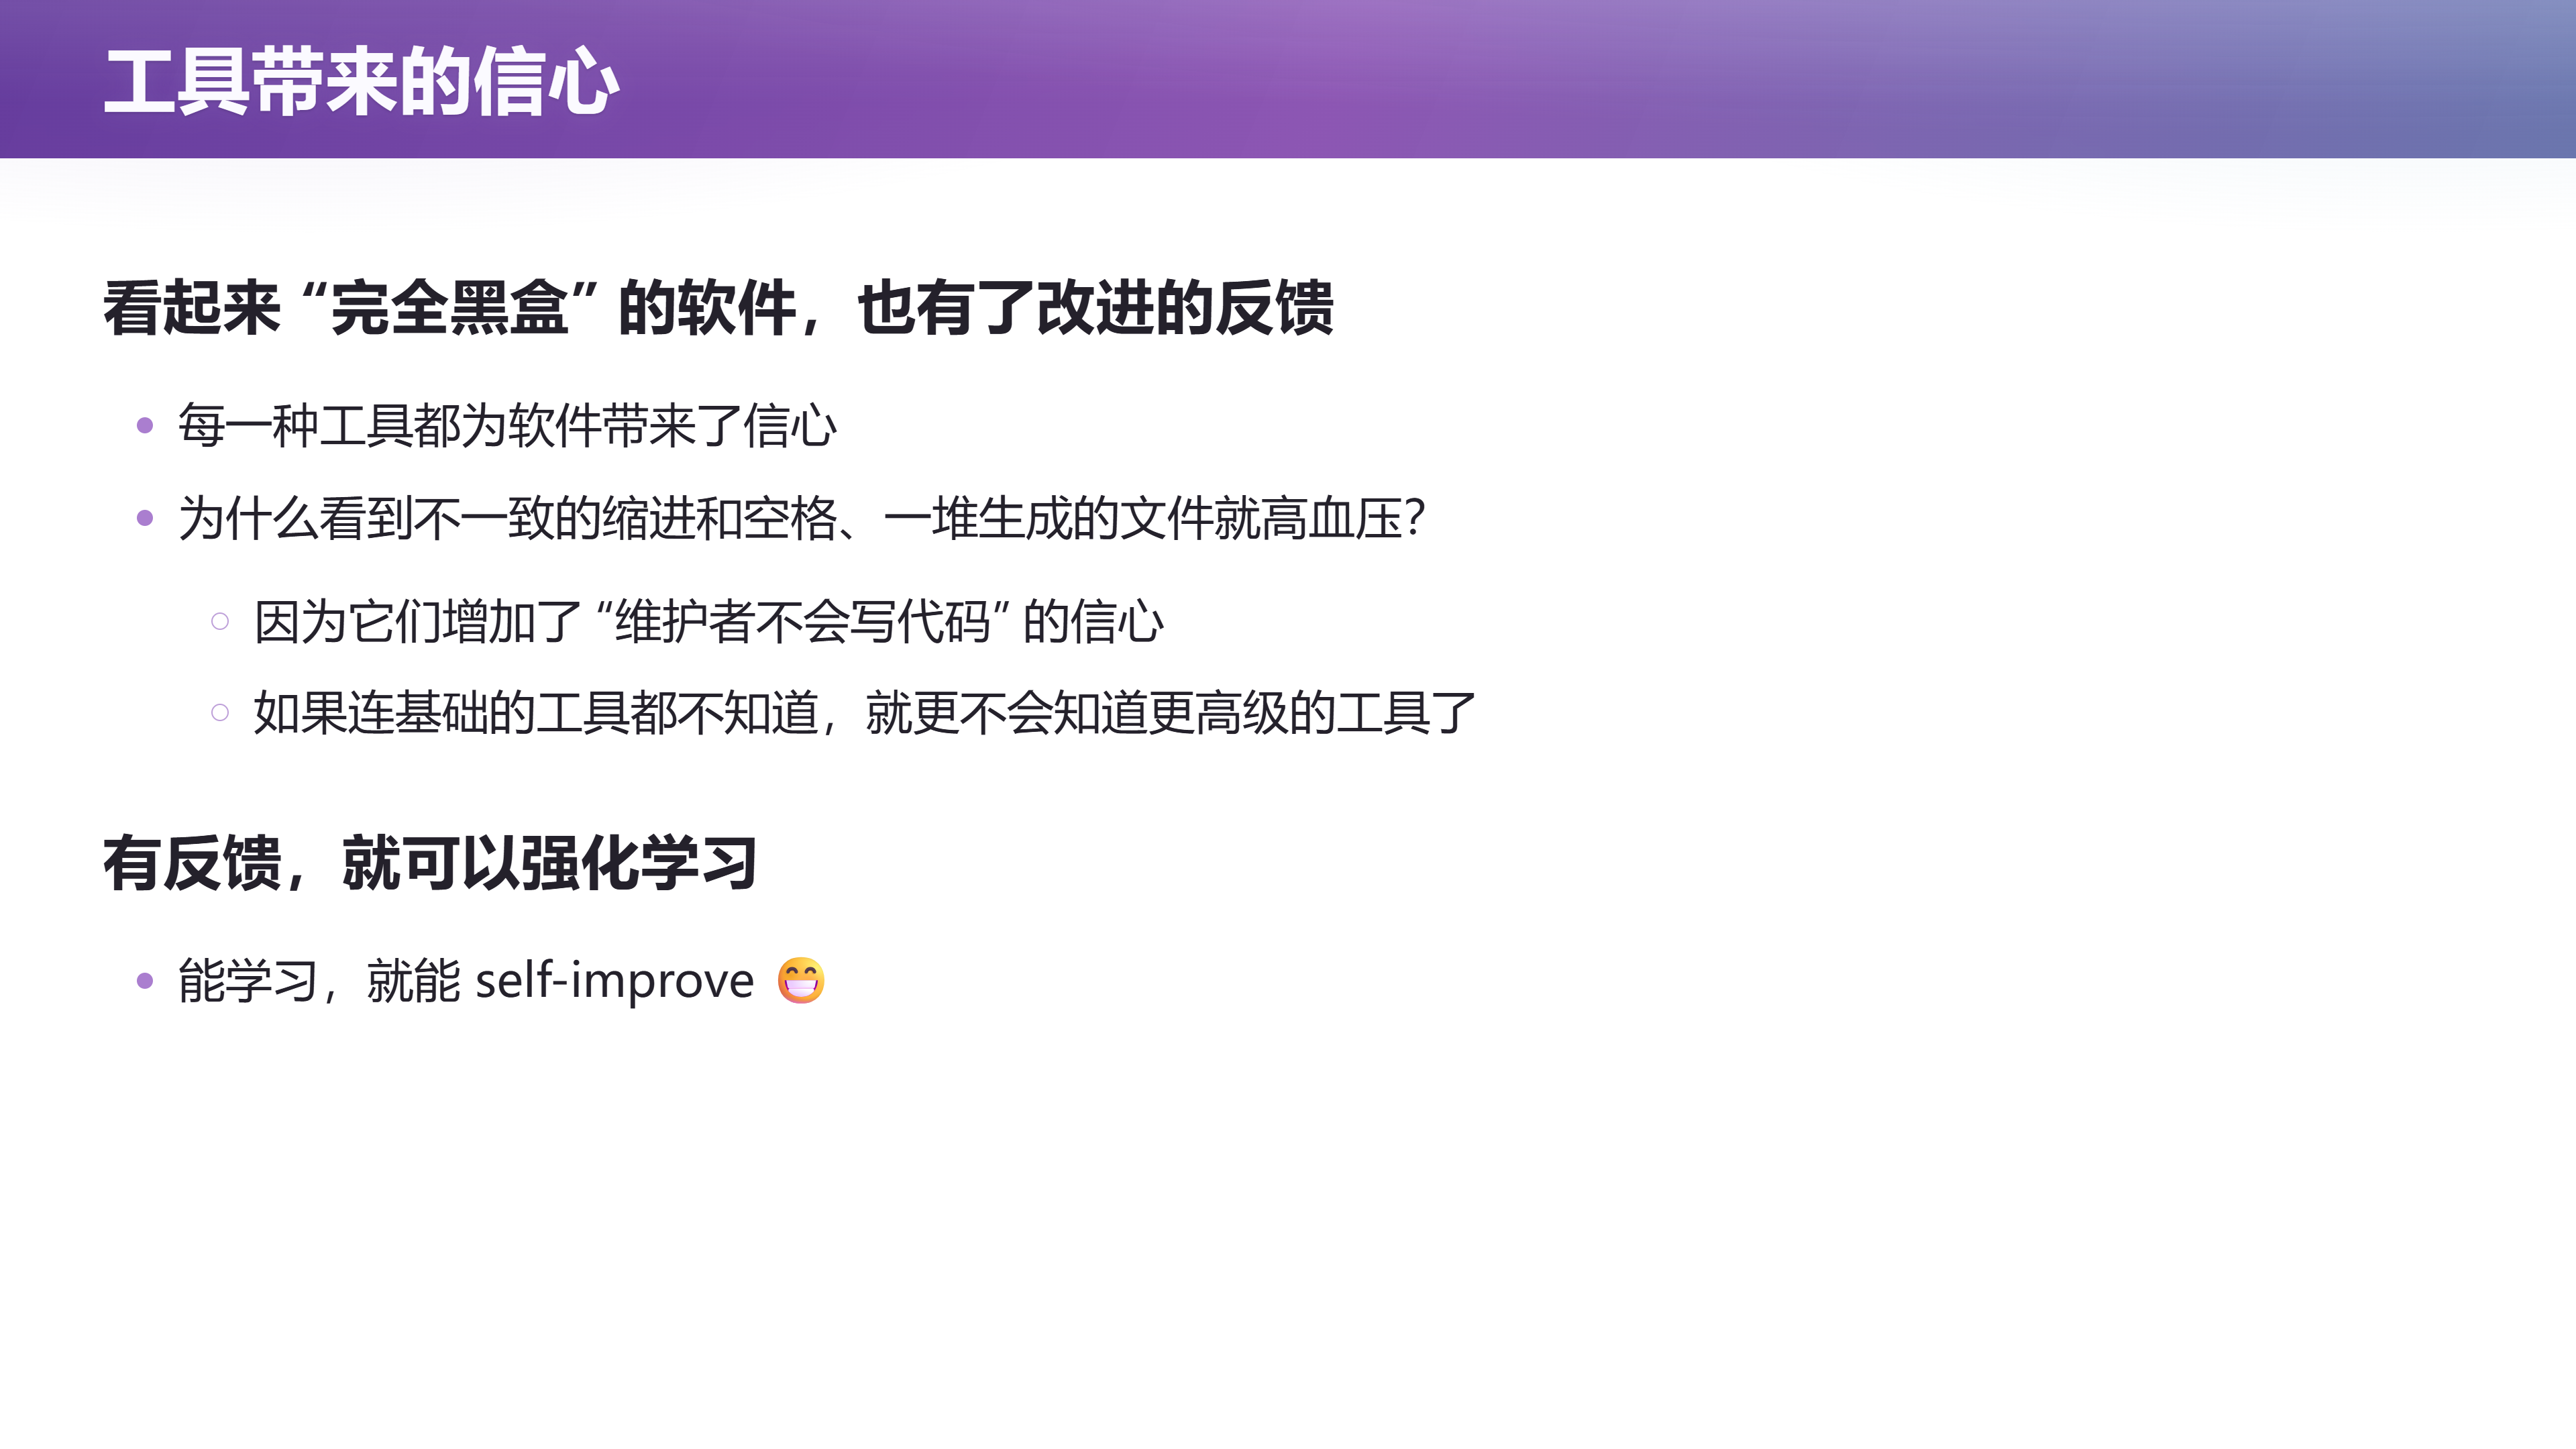 工具带来的信心
看起来 “完全黑盒” 的软件，也有了改进的反馈
每一种工具都为软件带来了信心
为什么看到不一致的缩进和空格、一堆生成的文件就高血压？
因为它们增加了 “维护者不会写代码” 的信心
如果连基础的工具都不知道，就更不会知道更高级的工具了
有反馈，就可以强化学习
能学习，就能 self-improve 😁